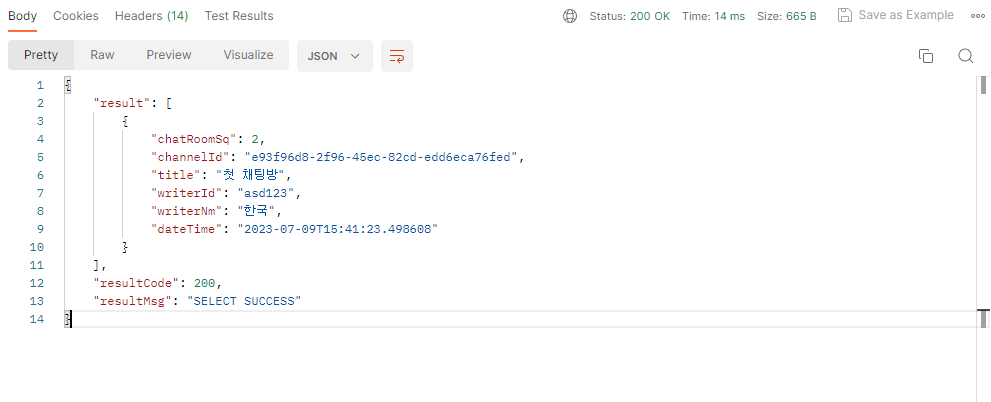 Body Cookies Headers (14) Test Results Status: 200 OK Time: 14 ms Size: 665 B Save as Example
Pretty Raw Preview Visualize JSON
1 {
2 "result": [
3 {
4 "chatRoomSq": 2,
5 "channelId": "e93f96d8-2f96-45ec-82cd-edd6eca76fed",
6 "title": "첫 채팅방",
7 "writerId": "asd123",
8 "writerNm": "한국",
9 "dateTime": "2023-07-09T15:41:23.498608"
10 }
11 ],
12 "resultCode": 200,
13 "resultMsg": "SELECT SUCCESS"
14 }